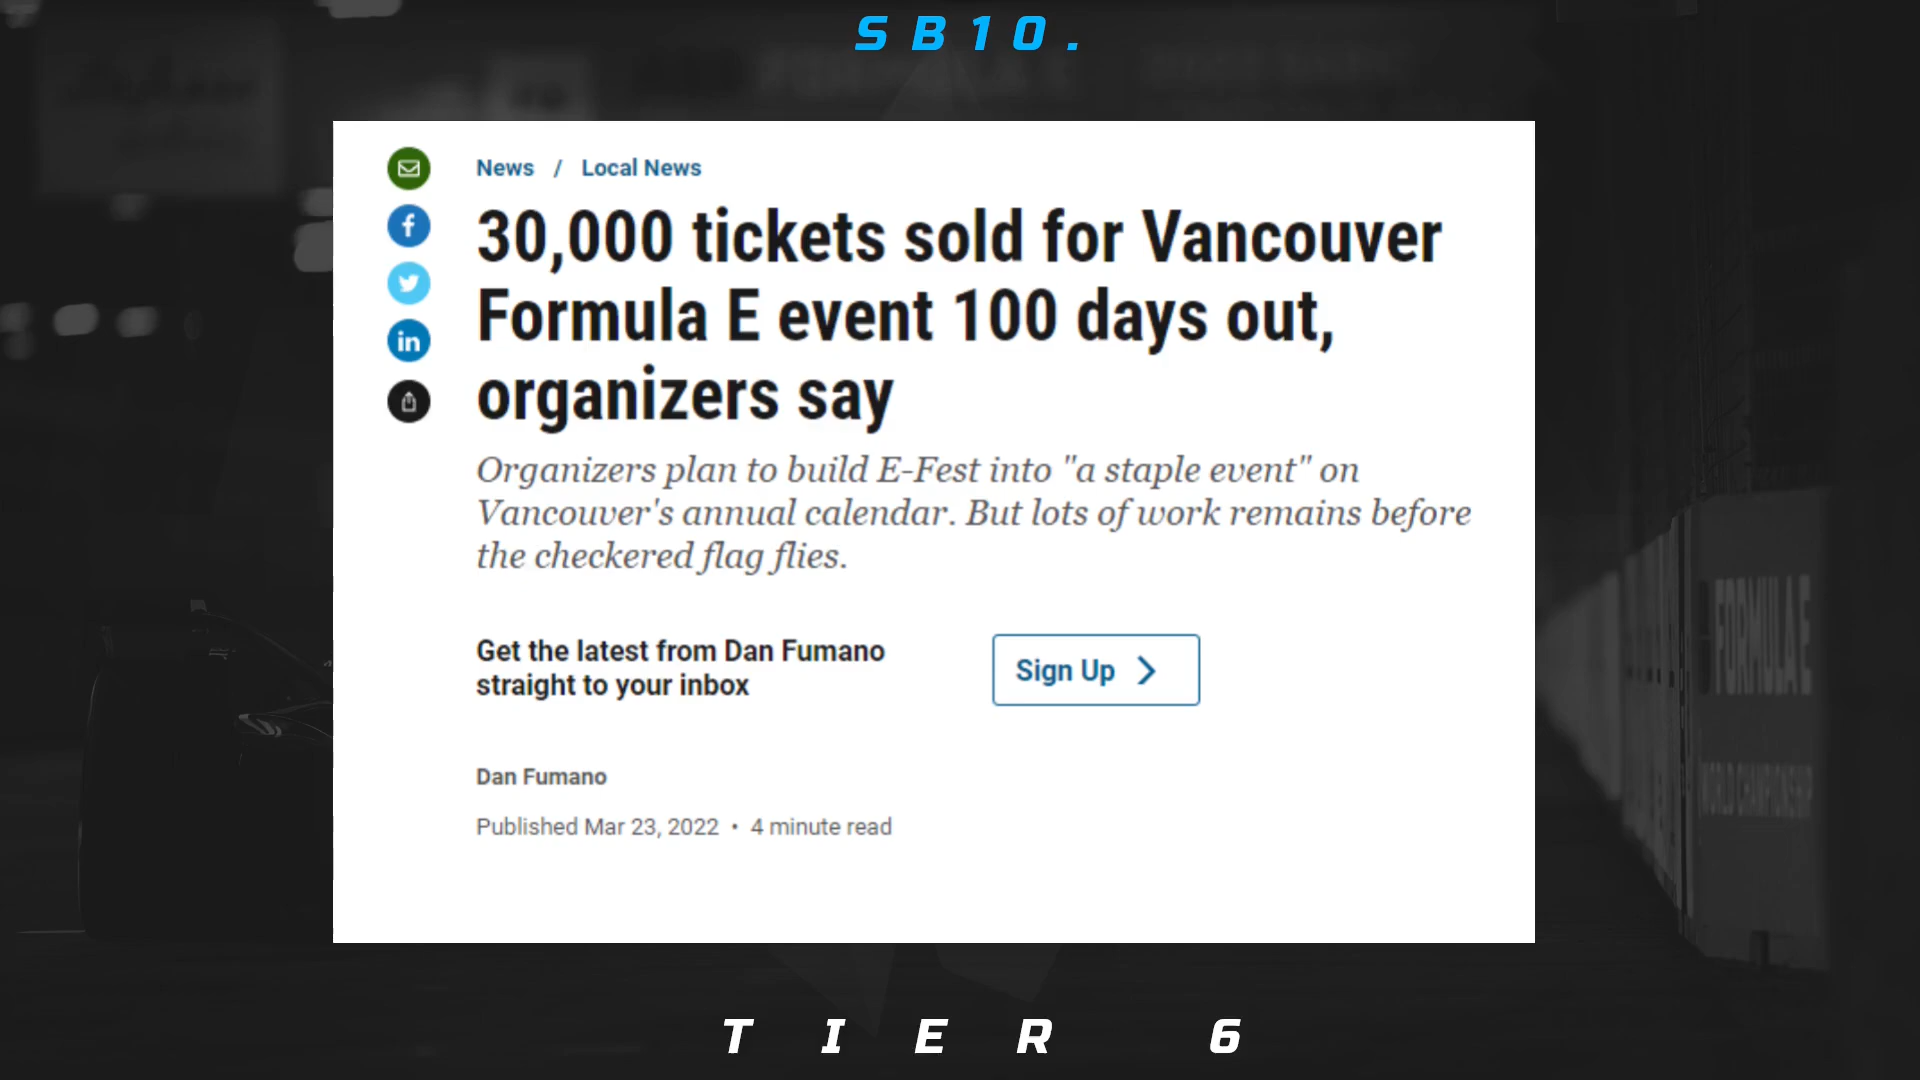 SB10.
News / Local News
30,000 tickets sold for Vancouver
Formula E event 100 days out,
organizers say
Organizers plan to build E-Fest into "a staple event" on
Vancouver's annual calendar. But lots of work remains before
the checkered flag flies.
Get the latest from Dan Fumano
straight to your inbox
Sign Up
Dan Fumano
Published Mar 23, 2022 • 4 minute read
FORMULA E
WORLD CHAMPIONSHIP
TIER 6